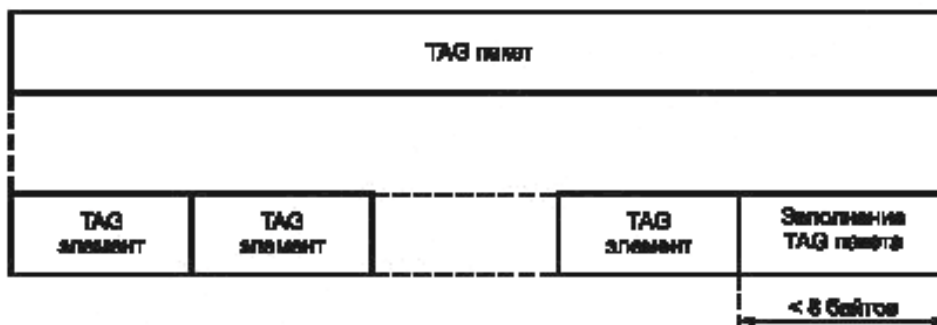 TAG пакет
TAG
элемент
TAG
элемент
TAG
элемент
Заполнение
TAG пакета
< 8 байтов